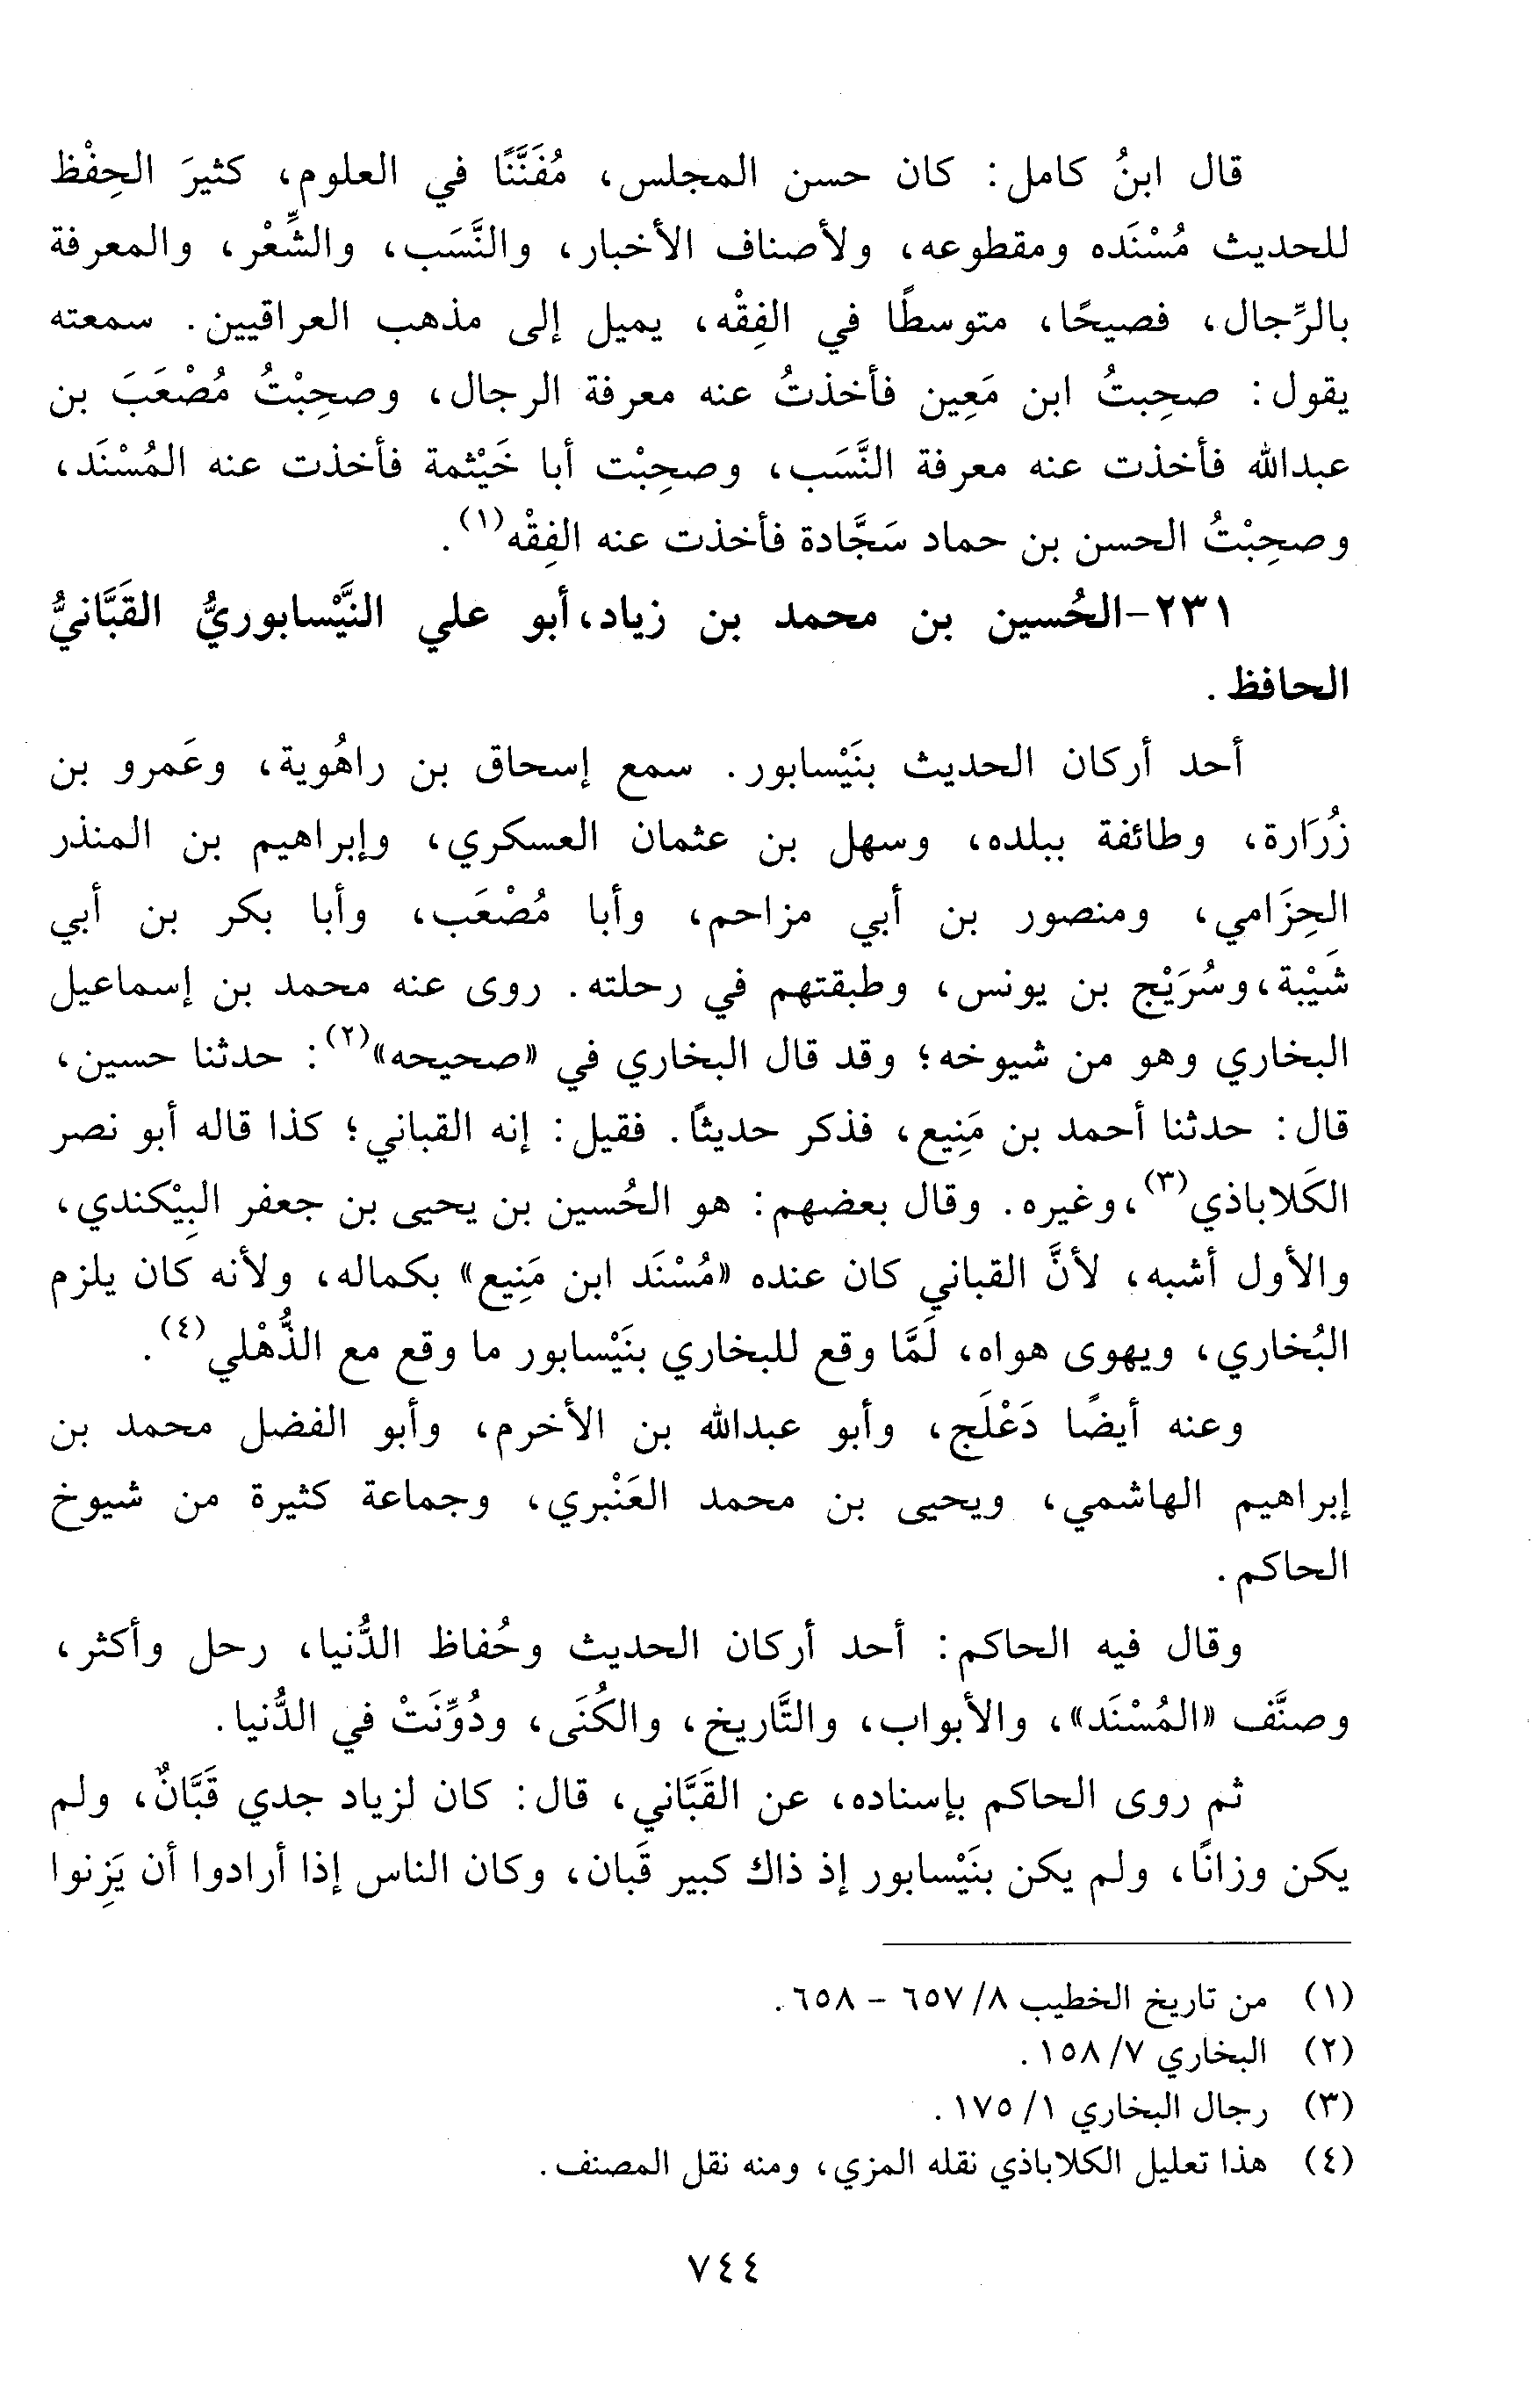 قال ابنُ كامل: كان حسن المجلس، مُفَنَّنًا في العلوم، كثيرَ الحِفْظ
للحديث مُسْنَده ومقطوعه، ولأصناف الأخبار، والنَّسَب، والشِّعْر، والمعرفة
بالرِّجال، فصيحًا، متوسطًا في الفِقْه، يميل إلى مذهب العراقيين. سمعته
يقول: صحِبتُ ابن مَعِين فأخذتُ عنه معرفة الرجال، وصحِبْتُ مُصْعَبَ بن
عبدالله فأخذت عنه معرفة النَّسَب، وصحِبْت أبا خَيْثمة فأخذت عنه المُسْنَد،
وصحِبْتُ الحسن بن حماد سَجَّادة فأخذت عنه الفِقْه(١).
٢٣١-الحُسين بن محمد بن زياد،أبو علي النَّيْسابوريُّ القَبَّانيُّ
الحافظ.
أحد أركان الحديث بنَيْسابور. سمع إسحاق بن راهُوية، وعَمرو بن
زُرَارة، وطائفة ببلده، وسهل بن عثمان العسكري، وإبراهيم بن المنذر
الحِزَامي، ومنصور بن أبي مزاحم، وأبا مُصْعَب، وأبا بكر بن أبي
شَيْبة،وسُرَيْج بن يونس، وطبقتهم في رحلته. روى عنه محمد بن إسماعيل
البخاري وهو من شيوخه؛ وقد قال البخاري في «صحيحه»(٢): حدثنا حسين،
قال: حدثنا أحمد بن مَنِيع، فذكر حديثاً. فقيل: إنه القباني؛ كذا قاله أبو نصر
الكَلاباذي(٣)،وغيره. وقال بعضهم: هو الحُسين بن يحيى بن جعفر البِيْكندي،
والأول أشبه، لأنَّ القباني كان عنده «مُسْنَد ابن مَنِيع» بكماله، ولأنه كان يلزم
البُخاري، ويهوى هواه، لَمَّا وقع للبخاري بنَيْسابور ما وقع مع الذُّهْلي(٤).
وعنه أيضًا دَعْلَج، وأبو عبدالله بن الأخرم، وأبو الفضل محمد بن
إبراهيم الهاشمي، ويحيى بن محمد العَنْبري، وجماعة كثيرة من شيوخ
الحاكم.
وقال فيه الحاكم: أحد أركان الحديث وحُفاظ الدُّنيا، رحل وأكثر،
وصنَّف «المُسْنَد»، والأبواب، والتَّاريخ، والكُنَى، ودُوِّنَتْ في الدُّنيا.
ثم روى الحاكم بإسناده، عن القَبَّاني، قال: كان لزياد جدي قَبَّانٌ، ولم
يكن وزانًا، ولم يكن بنَيْسابور إذ ذاك كبير قَبان، وكان الناس إذا أرادوا أن يَزِنوا
(١) من تاريخ الخطيب ٨/ ٦٥٧ - ٦٥٨.
(٢) البخاري ٧/ ١٥٨.
(٣) رجال البخاري ١/ ١٧٥.
(٤) هذا تعليل الكلاباذي نقله المزي، ومنه نقل المصنف.
٧٤٤